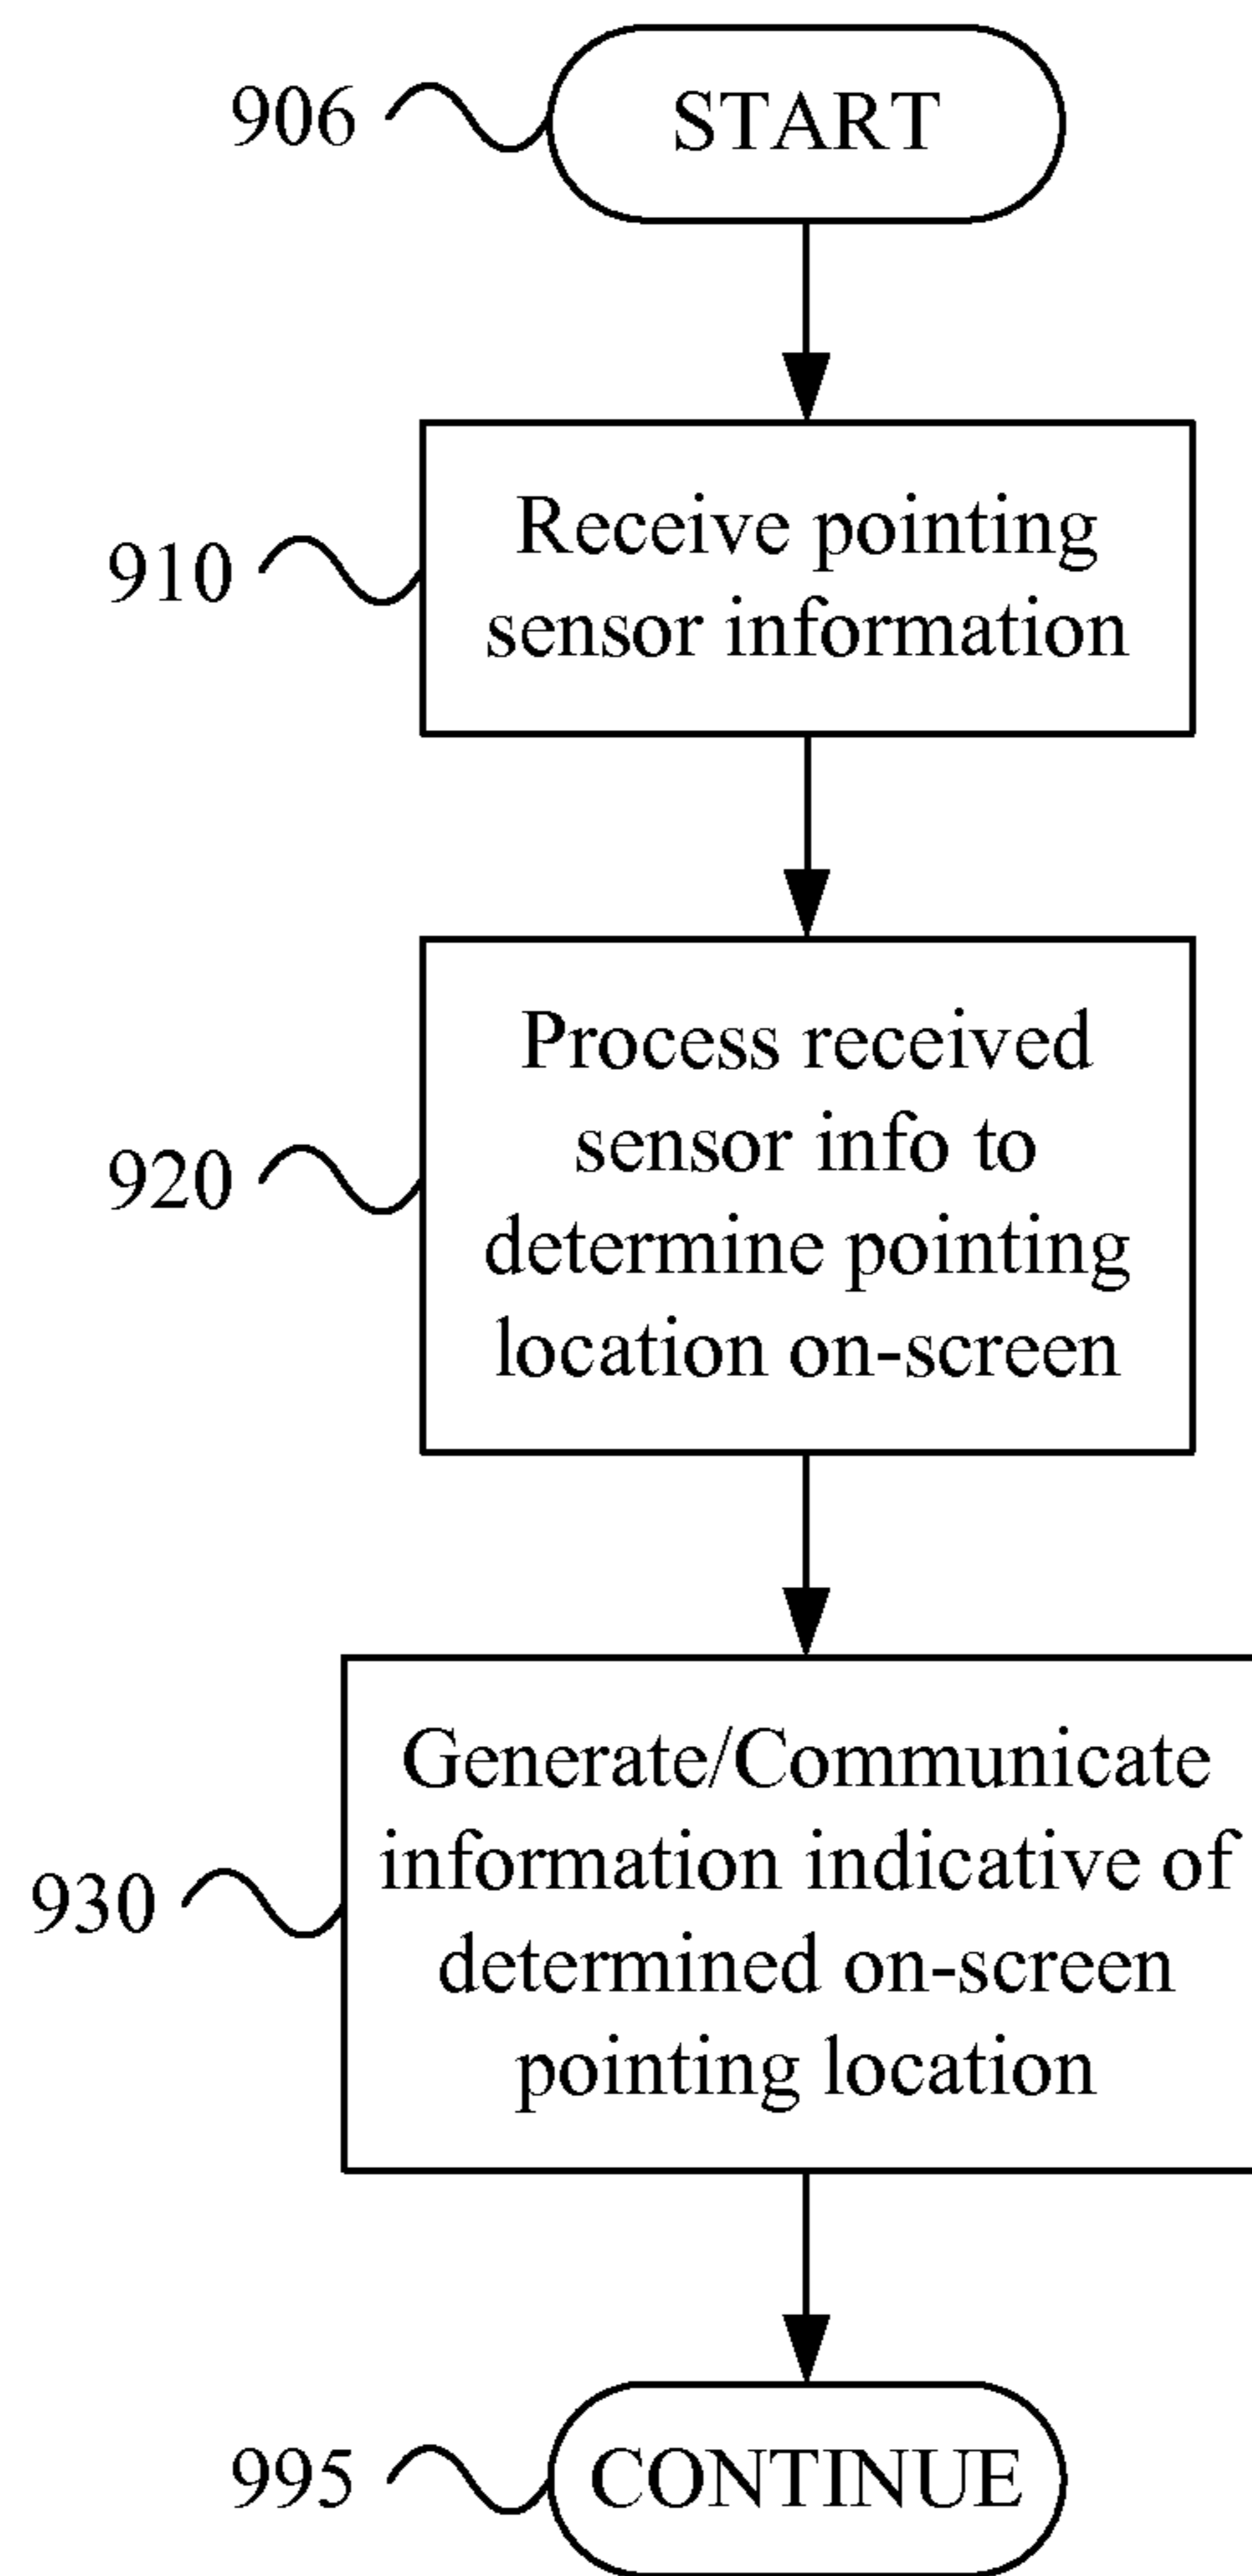 906
START
910
Receive pointing
sensor information
920
Process received
sensor info to
determine pointing
location on-screen
930
Generate/Communicate
information indicative of
determined on-screen
pointing location
995
CONTINUE